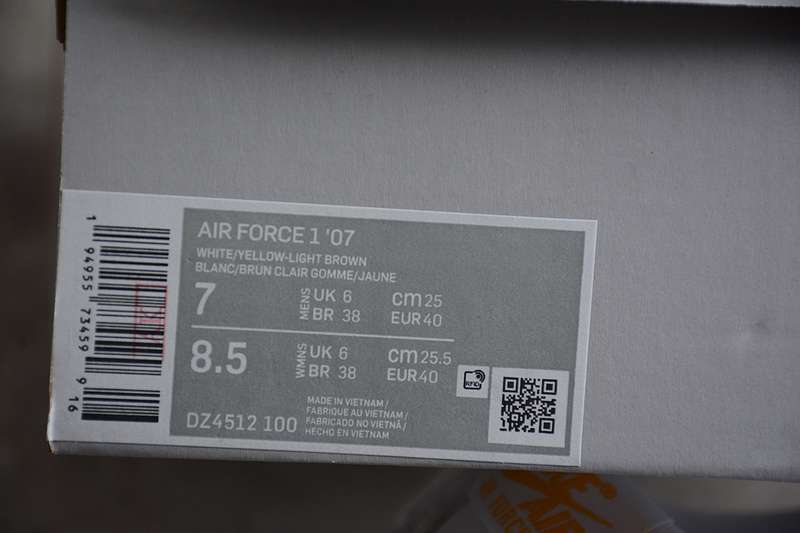 AIR FORCE 1 '07
WHITE/YELLOW-LIGHT BROWN
BLANC/BRUN CLAIR GOMME/JAUNE
7 MENS UK 6 cm 25
BR 38 EUR 40
8.5 WMNS UK 6 cm 25.5
BR 38 EUR 40
RFID
MADE IN VIETNAM /
FABRIQUE AU VIETNAM/
FABRICADO NO VIETNÃ /
HECHO EN VIETNAM
DZ4512 100
1 94955 73459 9 16
AIR